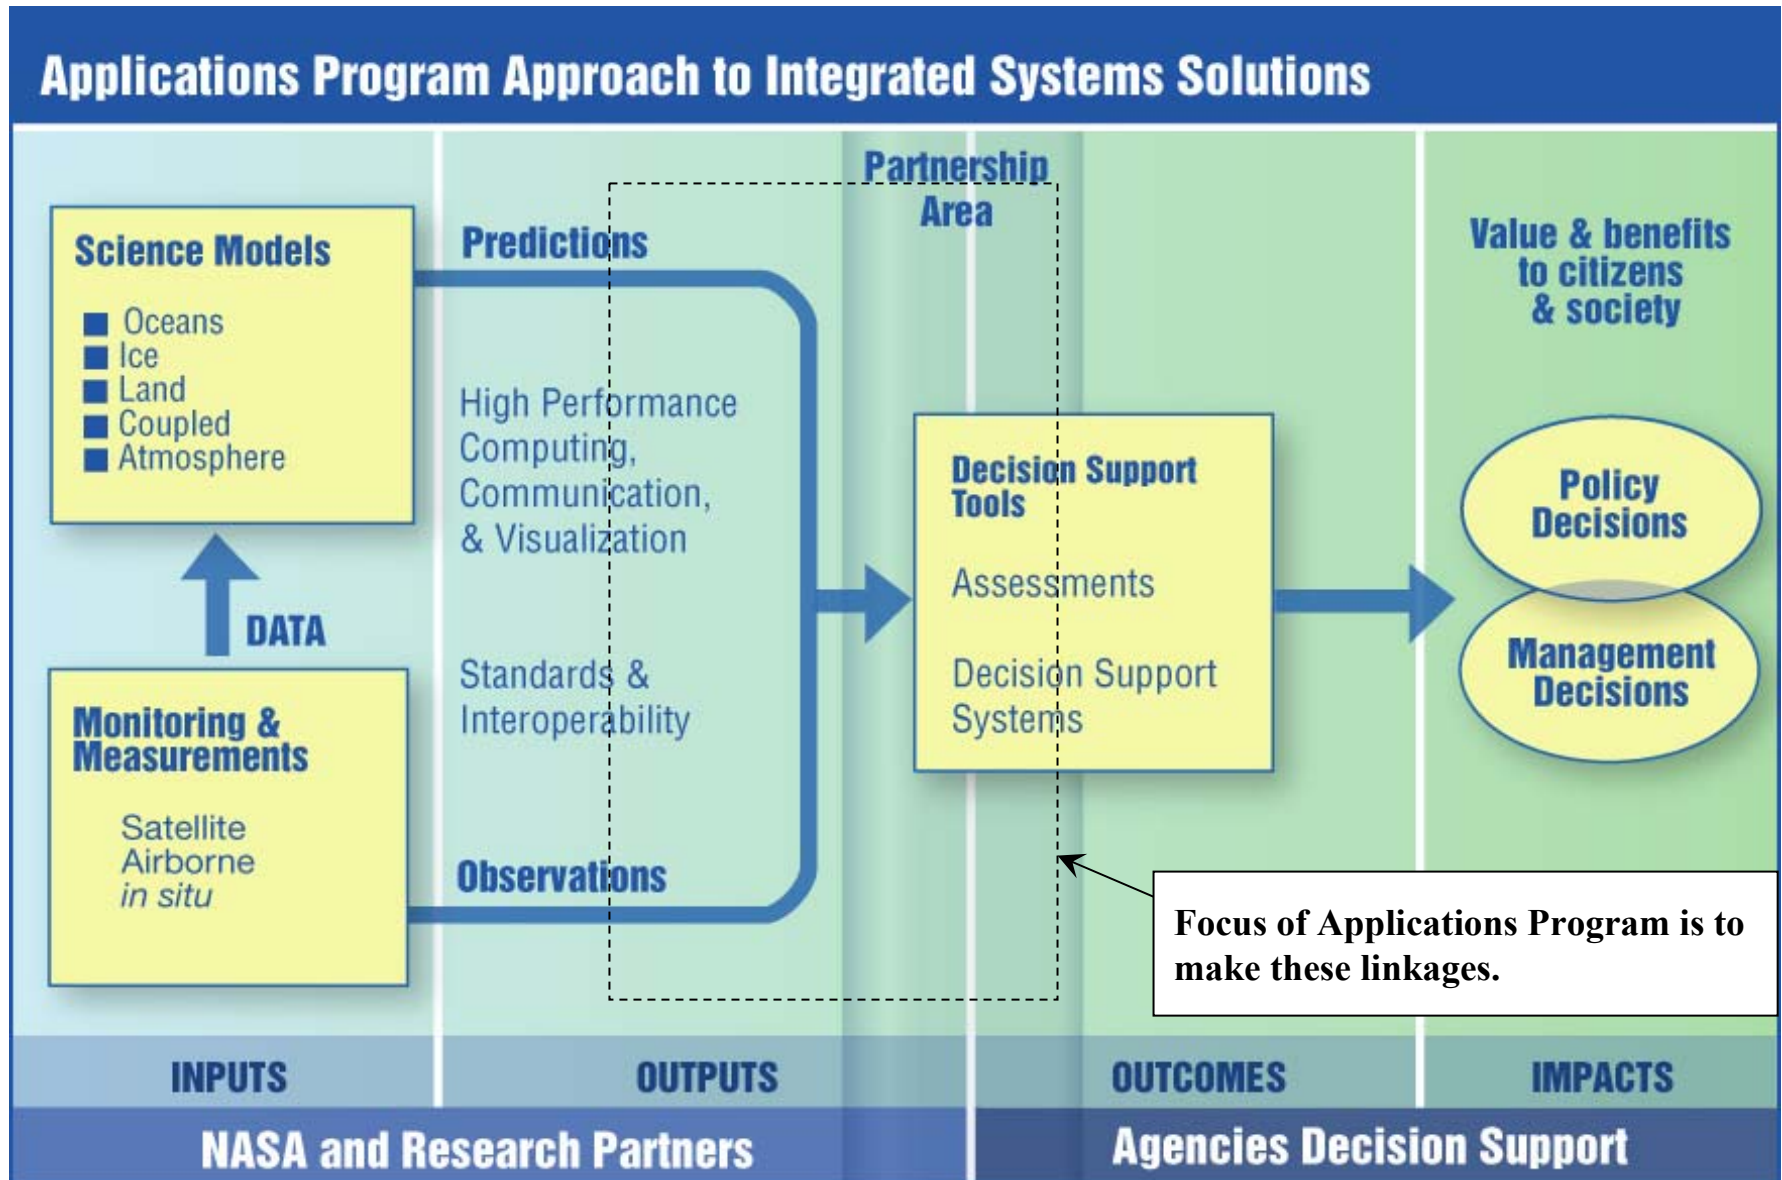 Applications Program Approach to Integrated Systems Solutions
Science Models
Oceans
Ice
Land
Coupled
Atmosphere
DATA
Monitoring &
Measurements
Satellite
Airborne
in situ
Predictions
High Performance
Computing,
Communication,
& Visualization
Standards &
Interoperability
Observations
Partnership
Area
Decision Support
Tools
Assessments
Decision Support
Systems
Value & benefits
to citizens
& society
Policy
Decisions
Management
Decisions
Focus of Applications Program is to
make these linkages.
INPUTS
OUTPUTS
OUTCOMES
IMPACTS
NASA and Research Partners
Agencies Decision Support